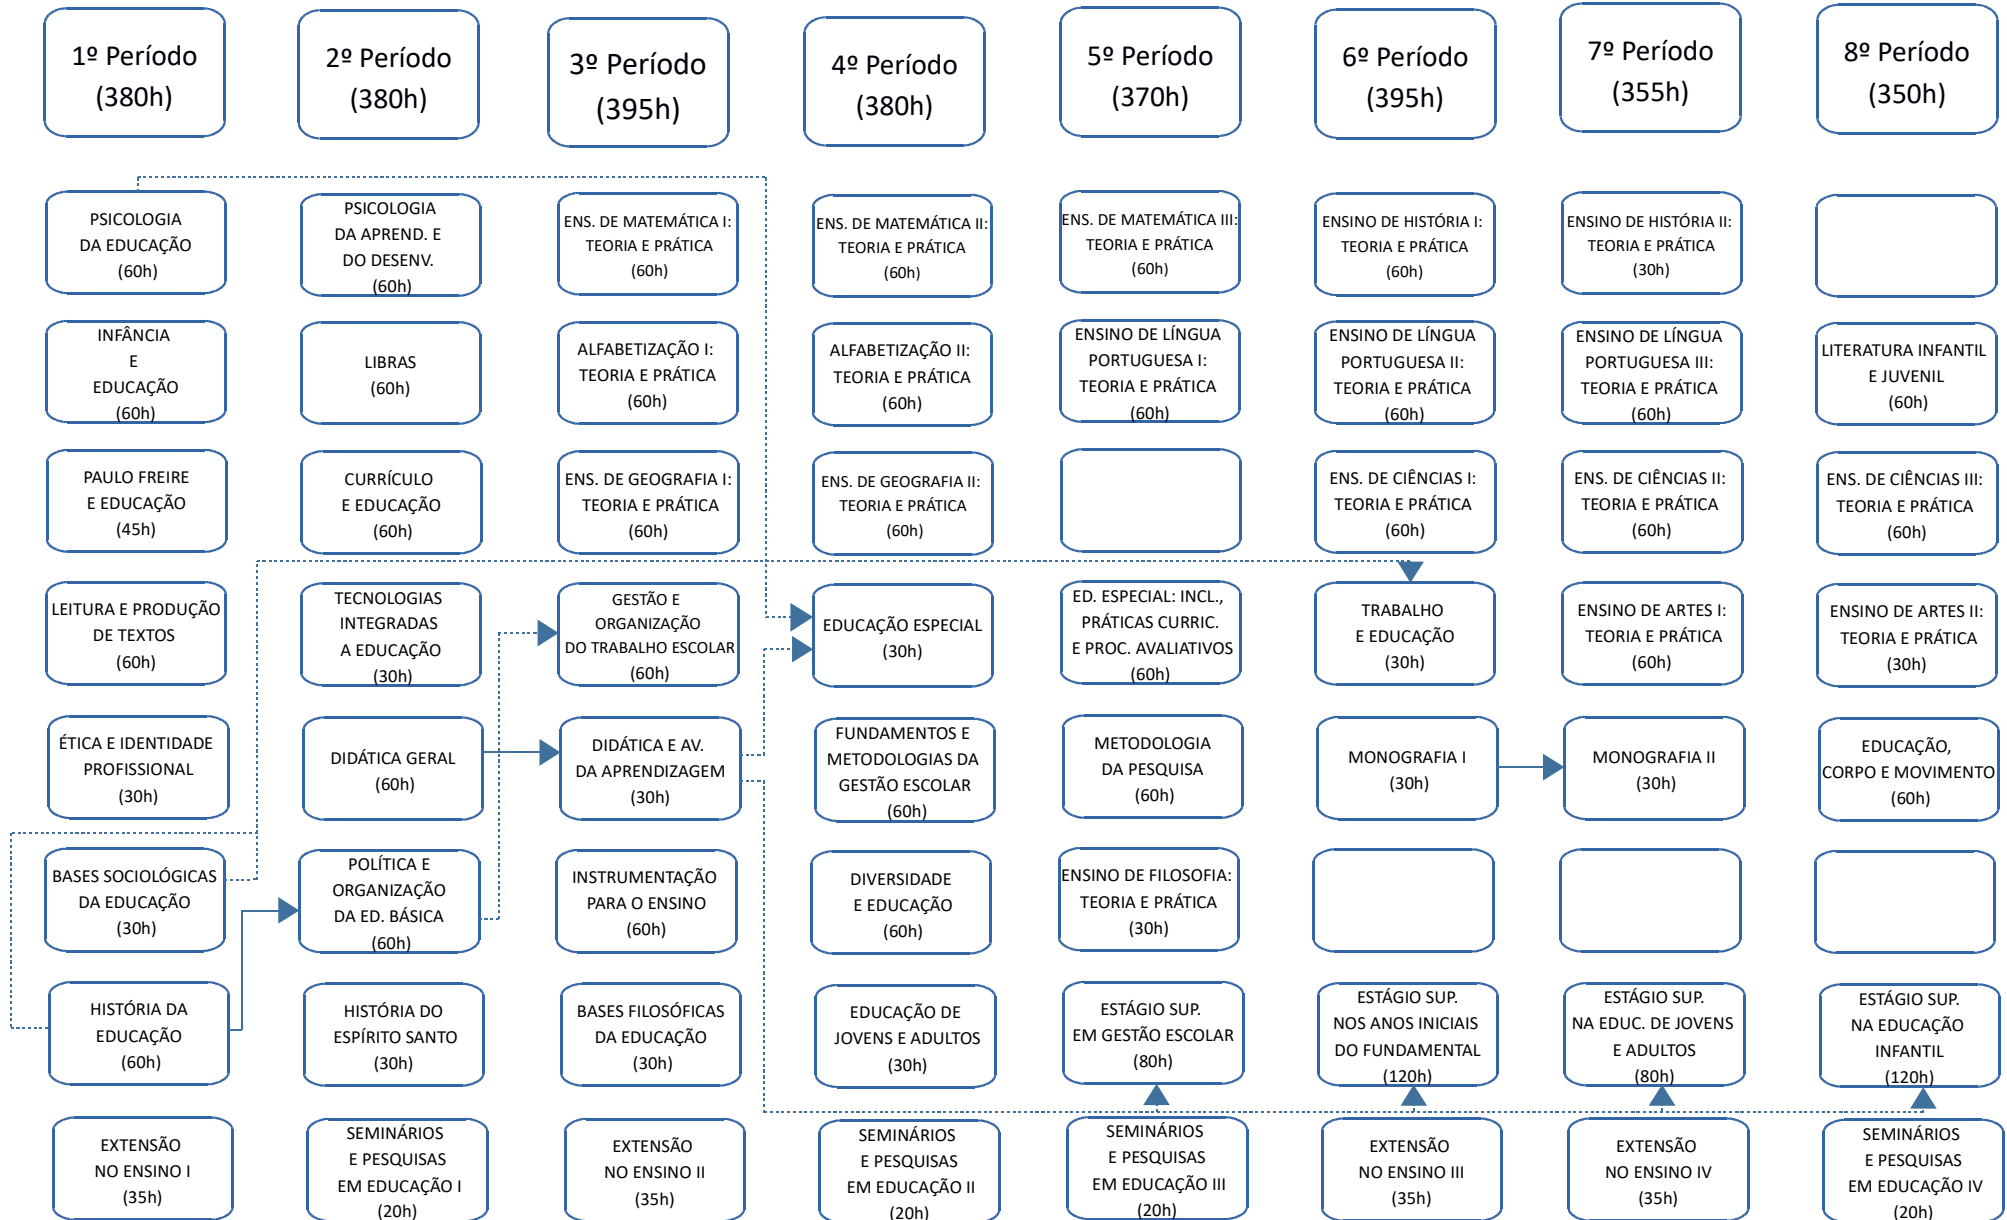 1º Período
(380h)
2º Período
(380h)
3º Período
(395h)
4º Período
(380h)
5º Período
(370h)
6º Período
(395h)
7º Período
(355h)
8º Período
(350h)
PSICOLOGIA
DA EDUCAÇÃO
(60h)
PSICOLOGIA
DA APREND. E
DO DESENV.
(60h)
ENS. DE MATEMÁTICA I:
TEORIA E PRÁTICA
(60h)
ENS. DE MATEMÁTICA II:
TEORIA E PRÁTICA
(60h)
ENS. DE MATEMÁTICA III:
TEORIA E PRÁTICA
(60h)
ENSINO DE HISTÓRIA I:
TEORIA E PRÁTICA
(60h)
ENSINO DE HISTÓRIA II:
TEORIA E PRÁTICA
(30h)
INFÂNCIA
E
EDUCAÇÃO
(60h)
LIBRAS
(60h)
ALFABETIZAÇÃO I:
TEORIA E PRÁTICA
(60h)
ALFABETIZAÇÃO II:
TEORIA E PRÁTICA
(60h)
ENSINO DE LÍNGUA
PORTUGUESA I:
TEORIA E PRÁTICA
(60h)
ENSINO DE LÍNGUA
PORTUGUESA II:
TEORIA E PRÁTICA
(60h)
ENSINO DE LÍNGUA
PORTUGUESA III:
TEORIA E PRÁTICA
(60h)
LITERATURA INFANTIL
E JUVENIL
(60h)
PAULO FREIRE
E EDUCAÇÃO
(45h)
CURRÍCULO
E EDUCAÇÃO
(60h)
ENS. DE GEOGRAFIA I:
TEORIA E PRÁTICA
(60h)
ENS. DE GEOGRAFIA II:
TEORIA E PRÁTICA
(60h)
ENS. DE CIÊNCIAS I:
TEORIA E PRÁTICA
(60h)
ENS. DE CIÊNCIAS II:
TEORIA E PRÁTICA
(60h)
ENS. DE CIÊNCIAS III:
TEORIA E PRÁTICA
(60h)
LEITURA E PRODUÇÃO
DE TEXTOS
(60h)
TECNOLOGIAS
INTEGRADAS
A EDUCAÇÃO
(30h)
GESTÃO E
ORGANIZAÇÃO
DO TRABALHO ESCOLAR
(60h)
EDUCAÇÃO ESPECIAL
(30h)
ED. ESPECIAL: INCL.,
PRÁTICAS CURRIC.
E PROC. AVALIATIVOS
(60h)
TRABALHO
E EDUCAÇÃO
(30h)
ENSINO DE ARTES I:
TEORIA E PRÁTICA
(60h)
ENSINO DE ARTES II:
TEORIA E PRÁTICA
(30h)
ÉTICA E IDENTIDADE
PROFISSIONAL
(30h)
DIDÁTICA GERAL
(60h)
DIDÁTICA E AV.
DA APRENDIZAGEM
(30h)
FUNDAMENTOS E
METODOLOGIAS DA
GESTÃO ESCOLAR
(60h)
METODOLOGIA
DA PESQUISA
(60h)
MONOGRAFIA I
(30h)
MONOGRAFIA II
(30h)
EDUCAÇÃO,
CORPO E MOVIMENTO
(60h)
BASES SOCIOLÓGICAS
DA EDUCAÇÃO
(30h)
POLÍTICA E
ORGANIZAÇÃO
DA ED. BÁSICA
(60h)
INSTRUMENTAÇÃO
PARA O ENSINO
(60h)
DIVERSIDADE
E EDUCAÇÃO
(60h)
ENSINO DE FILOSOFIA:
TEORIA E PRÁTICA
(30h)
HISTÓRIA DA
EDUCAÇÃO
(60h)
HISTÓRIA DO
ESPÍRITO SANTO
(30h)
BASES FILOSÓFICAS
DA EDUCAÇÃO
(30h)
EDUCAÇÃO DE
JOVENS E ADULTOS
(30h)
ESTÁGIO SUP.
EM GESTÃO ESCOLAR
(80h)
ESTÁGIO SUP.
NOS ANOS INICIAIS
DO FUNDAMENTAL
(120h)
ESTÁGIO SUP.
NA EDUC. DE JOVENS
E ADULTOS
(80h)
ESTÁGIO SUP.
NA EDUCAÇÃO
INFANTIL
(120h)
EXTENSÃO
NO ENSINO I
(35h)
SEMINÁRIOS
E PESQUISAS
EM EDUCAÇÃO I
(20h)
EXTENSÃO
NO ENSINO II
(35h)
SEMINÁRIOS
E PESQUISAS
EM EDUCAÇÃO II
(20h)
SEMINÁRIOS
E PESQUISAS
EM EDUCAÇÃO III
(20h)
EXTENSÃO
NO ENSINO III
(35h)
EXTENSÃO
NO ENSINO IV
(35h)
SEMINÁRIOS
E PESQUISAS
EM EDUCAÇÃO IV
(20h)